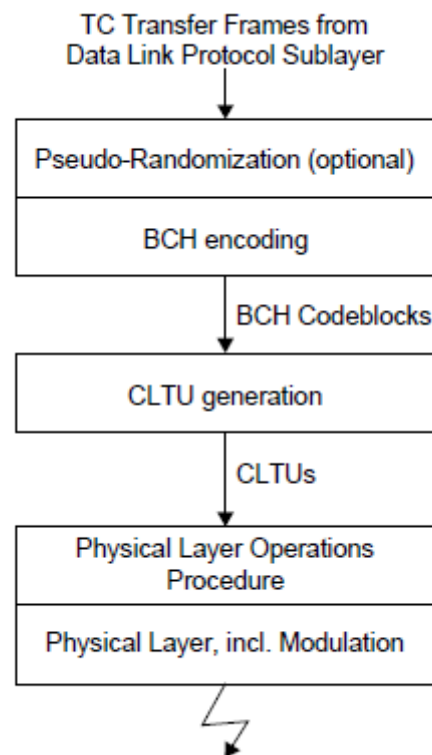 TC Transfer Frames from
Data Link Protocol Sublayer
Pseudo-Randomization (optional)
BCH encoding
BCH Codeblocks
CLTU generation
CLTUs
Physical Layer Operations
Procedure
Physical Layer, incl. Modulation